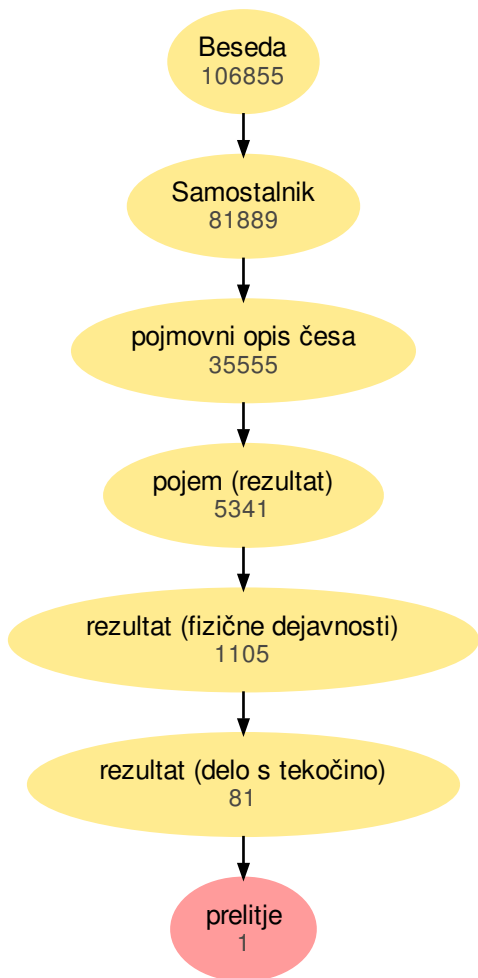 Beseda
106855
Samostalnik
81889
pojmovni opis česa
35555
pojem (rezultat)
5341
rezultat (fizične dejavnosti)
1105
rezultat (delo s tekočino)
81
prelitje
1